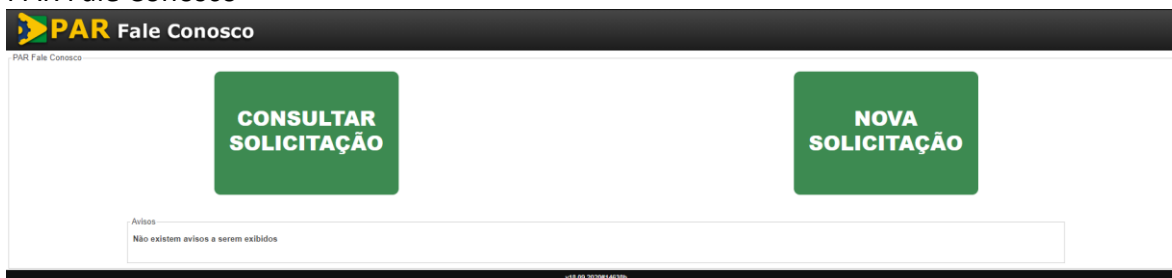 PAR Fale Conosco
PAR Fale Conosco
CONSULTAR
SOLICITAÇÃO
NOVA
SOLICITAÇÃO
Avisos
Não existem avisos a serem exibidos